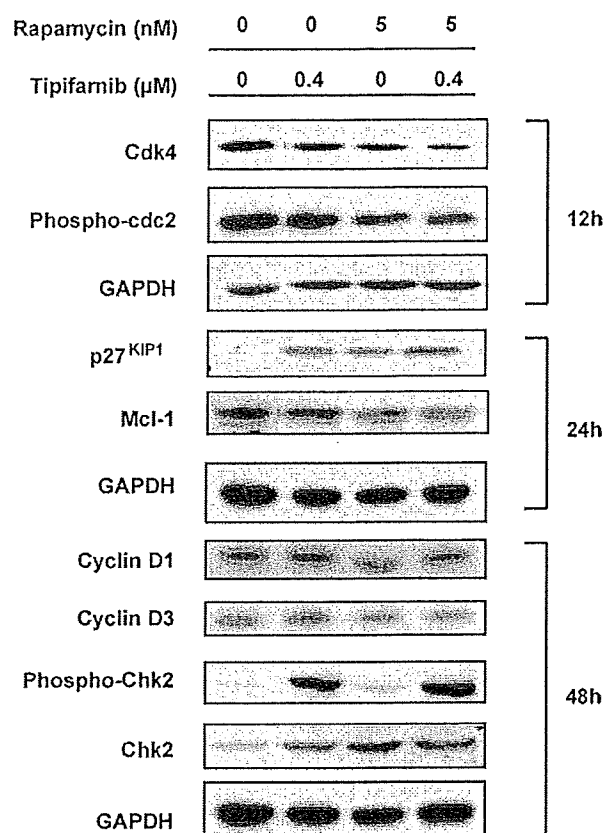 Rapamycin (nM) 0 0 5 5
Tipifarnib (µM) 0 0.4 0 0.4
Cdk4
Phospho-cdc2
12h
GAPDH
p27KIP1
Mcl-1
24h
GAPDH
Cyclin D1
Cyclin D3
Phospho-Chk2
48h
Chk2
GAPDH